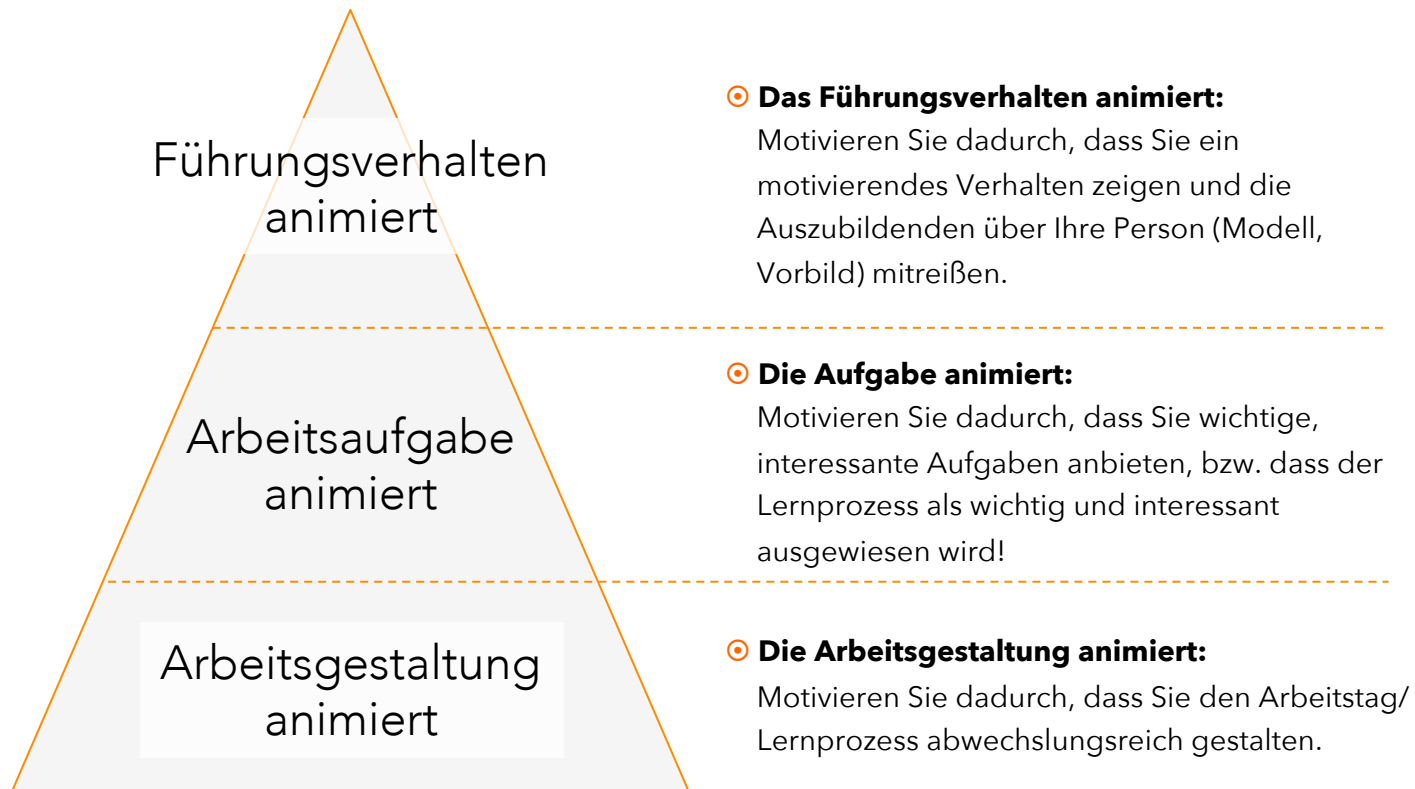 Führungsverhalten
animiert
Das Führungsverhalten animiert:
Motivieren Sie dadurch, dass Sie ein
motivierendes Verhalten zeigen und die
Auszubildenden über Ihre Person (Modell,
Vorbild) mitreißen.
Arbeitsaufgabe
animiert
Die Aufgabe animiert:
Motivieren Sie dadurch, dass Sie wichtige,
interessante Aufgaben anbieten, bzw. dass der
Lernprozess als wichtig und interessant
ausgewiesen wird!
Arbeitsgestaltung
animiert
Die Arbeitsgestaltung animiert:
Motivieren Sie dadurch, dass Sie den Arbeitstag/
Lernprozess abwechslungsreich gestalten.